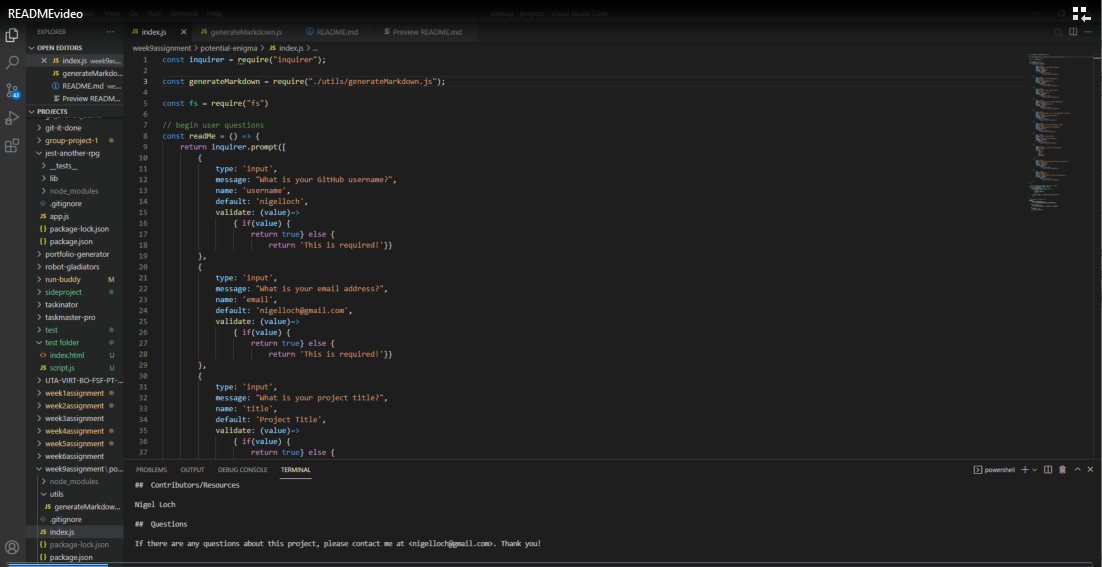 READMEvideo
Go Run Terminal Help
index.js - projects - Visual Studio Code
EXPLORER
OPEN EDITORS
index.js week9as...
generateMarkdo...
README.md we...
Preview READM...
43
PROJECTS
git-it-done
group-project-1
jest-another-rpg
__tests__
lib
node_modules
.gitignore
JS app.js
{} package-lock.json
{} package.json
portfolio-generator
robot-gladiators
run-buddy M
sideproject
taskinator
taskmaster-pro
test
test folder
<> index.html U
JS script.js U
UTA-VIRT-BO-FSF-PT-...
week1assignment
week2assignment
week3assignment
week4assignment
week5assignment
week6assignment
week9assignment\po...
node_modules
utils
JS generateMarkdow...
.gitignore
JS index.js
{} package-lock.json
{} package.json
JS index.js
JS generateMarkdown.js
README.md
Preview README.md
week9assignment > potential-enigma > JS index.js > ...
1 const inquirer = require("inquirer");
2
3 const generateMarkdown = require("./utils/generateMarkdown.js");
4
5 const fs = require("fs")
6
7 // begin user questions
8 const readMe = () => {
9 return inquirer.prompt([
10 {
11 type: 'input',
12 message: "What is your GitHub username?",
13 name: 'username',
14 default: 'nigelloch',
15 validate: (value)=>
16 { if(value) {
17 return true} else {
18 return 'This is required!'}}
19 },
20 {
21 type: 'input',
22 message: "What is your email address?",
23 name: 'email',
24 default: 'nigelloch@gmail.com',
25 validate: (value)=>
26 { if(value) {
27 return true} else {
28 return 'This is required!'}}
29 },
30 {
31 type: 'input',
32 message: "What is your project title?",
33 name: 'title',
34 default: 'Project Title',
35 validate: (value)=>
36 { if(value) {
37 return true} else {
PROBLEMS OUTPUT DEBUG CONSOLE TERMINAL
powershell
## Contributors/Resources
Nigel Loch
## Questions
If there are any questions about this project, please contact me at <nigelloch@gmail.com>. Thank you!